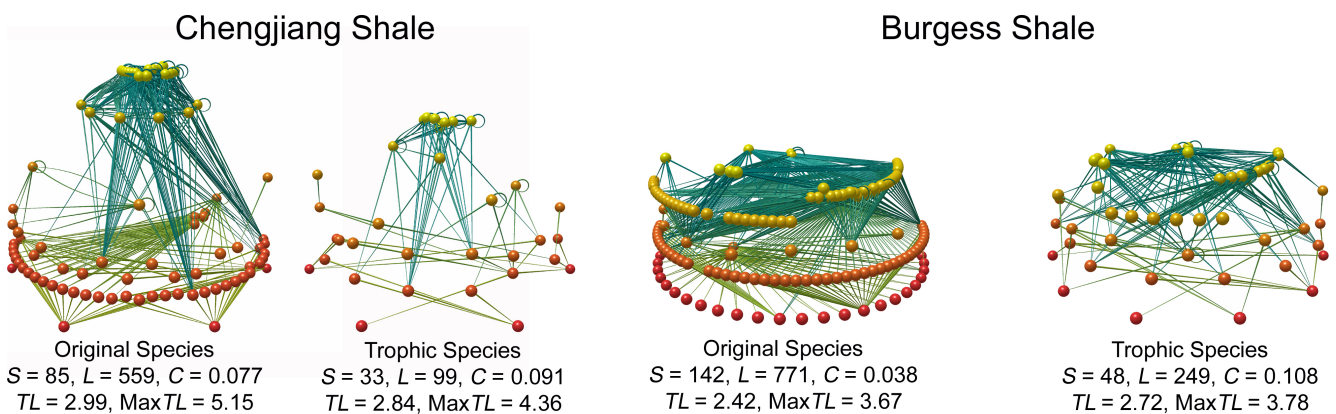 Chengjiang Shale
Burgess Shale
Original Species
S = 85, L = 559, C = 0.077
TL = 2.99, MaxTL = 5.15
Trophic Species
S = 33, L = 99, C = 0.091
TL = 2.84, MaxTL = 4.36
Original Species
S = 142, L = 771, C = 0.038
TL = 2.42, MaxTL = 3.67
Trophic Species
S = 48, L = 249, C = 0.108
TL = 2.72, MaxTL = 3.78